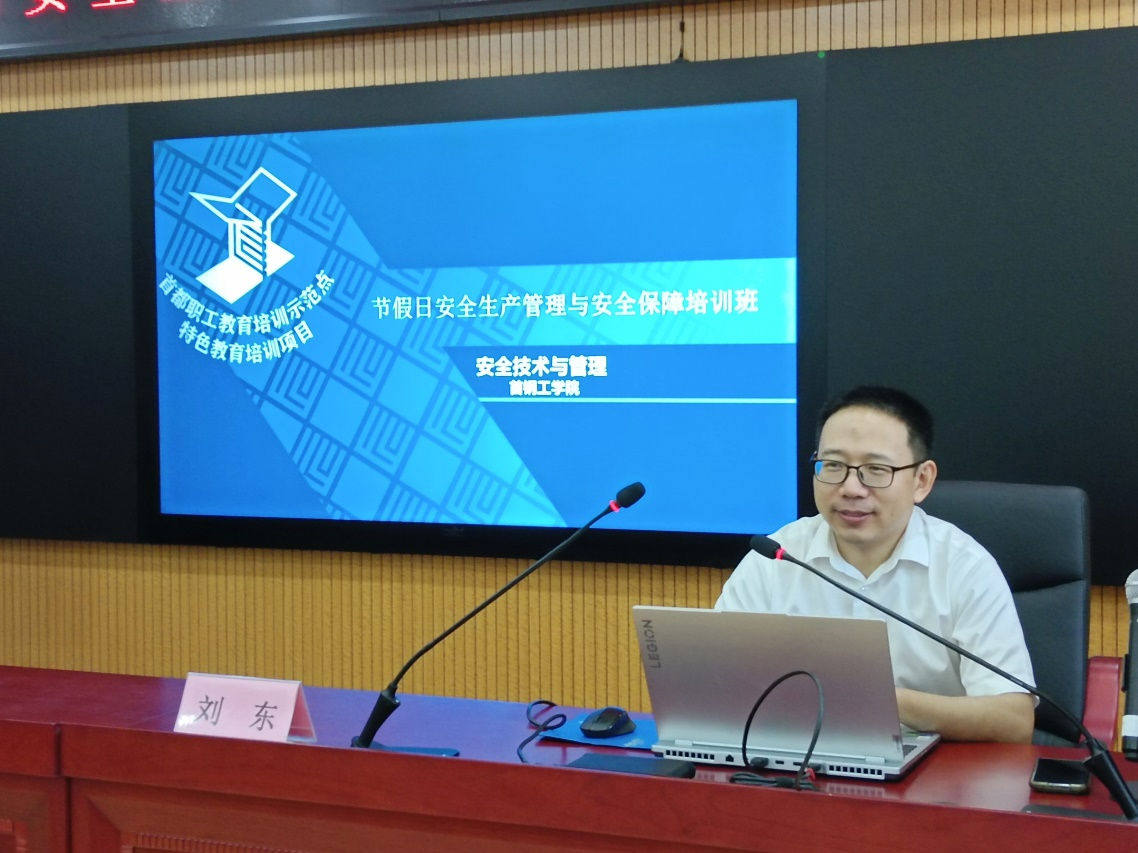 安全
首都职工教育培训示范点
特色教育培训项目
节假日安全生产管理与安全保障培训班
安全技术与管理
首钢工学院
刘 东
LEGION